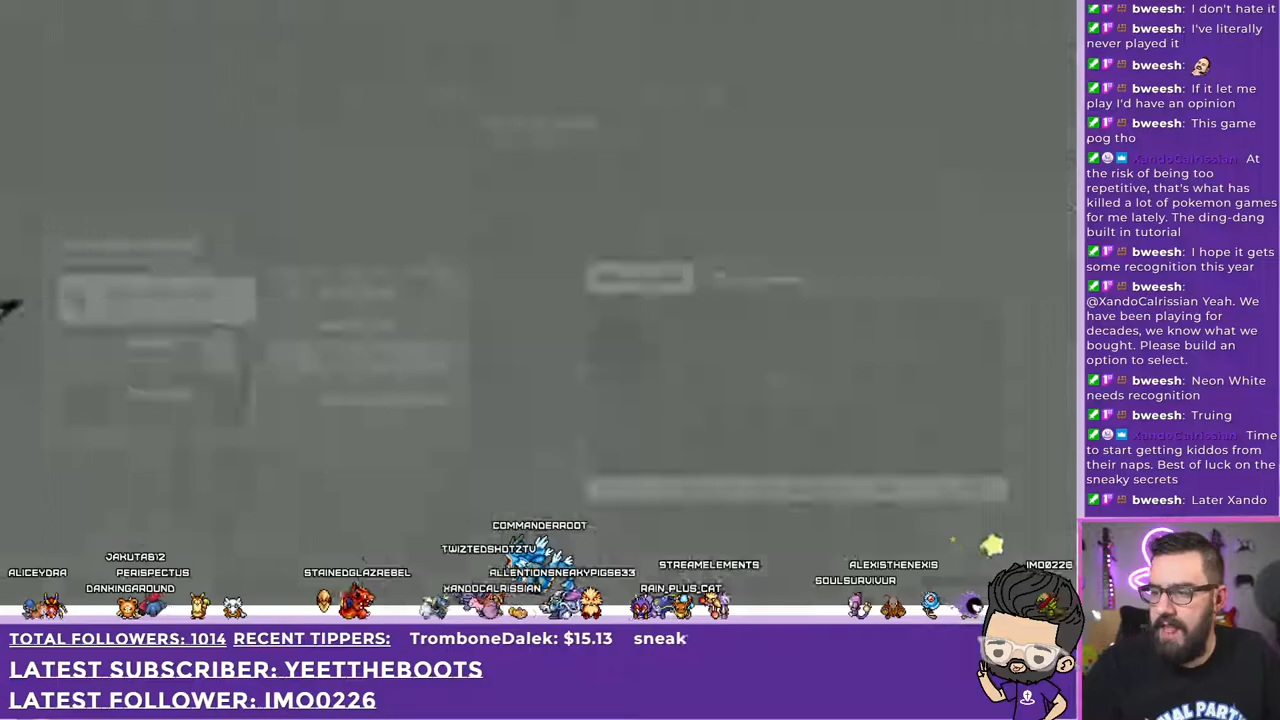 bweesh: I don't hate it
bweesh: I've literally
never played it
bweesh:
bweesh: If it let me
play I'd have an opinion
bweesh: This game
pog tho
XandoCalrissian At
the risk of being too
repetitive, that's what has
killed a lot of pokemon games
for me lately. The ding-dang
built in tutorial
bweesh: I hope it gets
some recognition this year
bweesh:
@XandoCalrissian Yeah. We
have been playing for
decades, we know what we
bought. Please build an
option to select.
bweesh: Neon White
needs recognition
bweesh: Truing
XandoCalrissian Time
to start getting kiddos from
their naps. Best of luck on the
sneaky secrets
bweesh: Later Xando
COMMANDERROOT
TWIZTEDSHOTZTV
JAKUTA612
ALICEYDRA
PERISPECTUS
STAINEDGLAZREBEL
ALLENTIONSNEAKYPIGS633
STREAMELEMENTS
ALEXISTHENEXIS
IMO0226
DANKINGAROUND
XANDOCALRISSIAN
RAIN_PLUS_CAT
SOULSURVIVUR
TOTAL FOLLOWERS: 1014 RECENT TIPPERS: TromboneDalek: $15.13 sneak
LATEST SUBSCRIBER: YEETTHEBOOTS
LATEST FOLLOWER: IMO0226